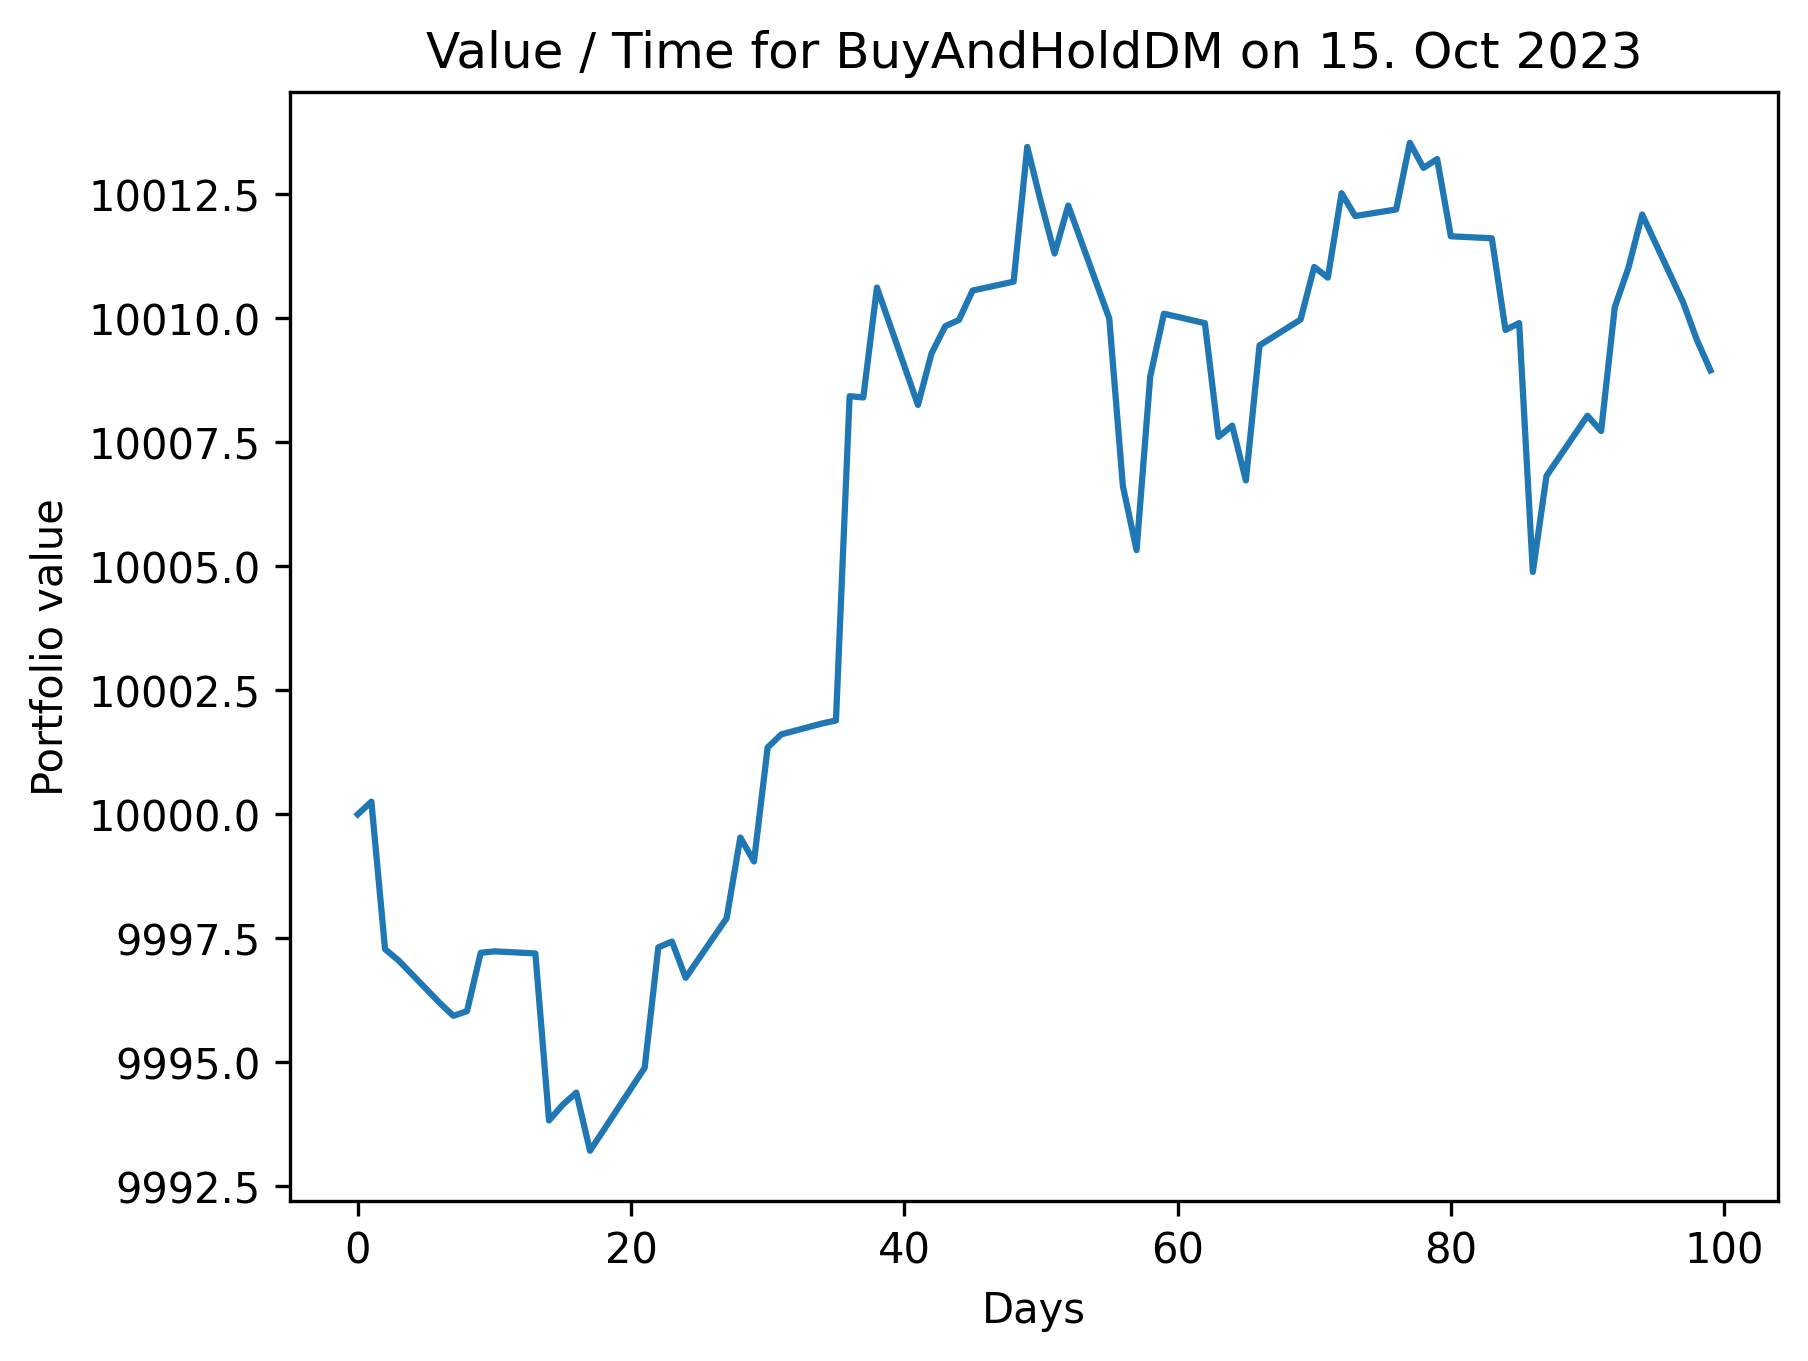 Value / Time for BuyAndHoldDM on 15. Oct 2023
10012.5
10010.0
10007.5
10005.0
10002.5
10000.0
9997.5
9995.0
9992.5
Portfolio value
0 20 40 60 80 100
Days